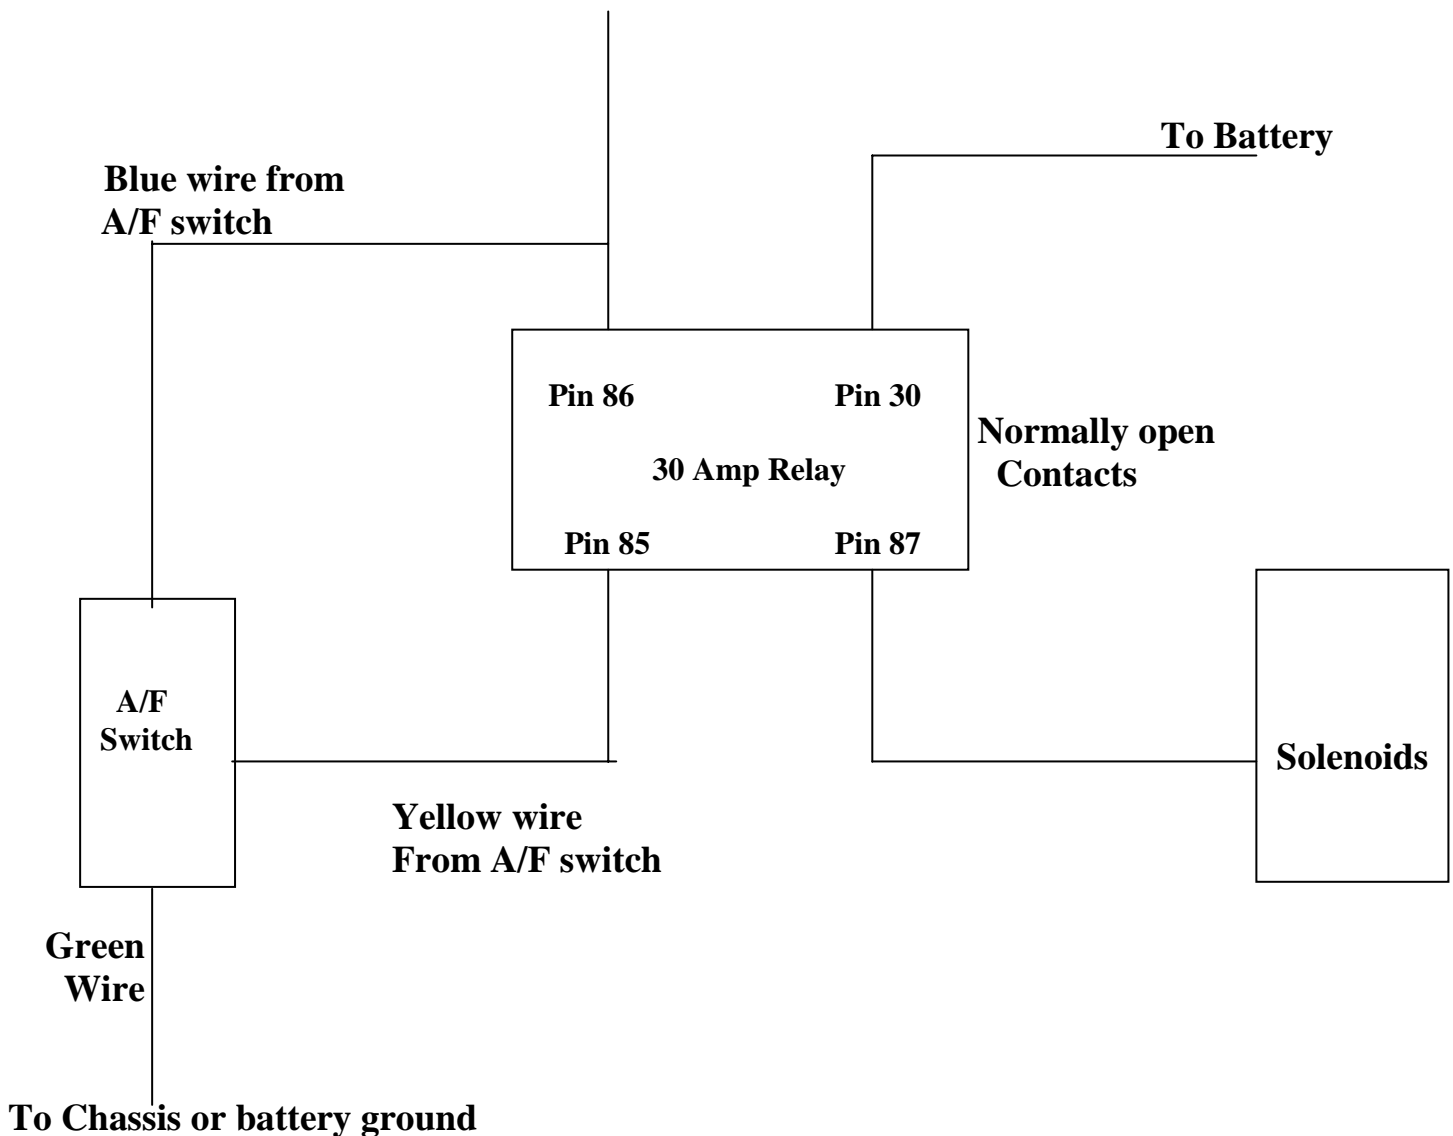 To Battery
Blue wire from
A/F switch
Pin 86
Pin 30
Normally open
Contacts
30 Amp Relay
Pin 85
Pin 87
A/F
Switch
Solenoids
Yellow wire
From A/F switch
Green
Wire
To Chassis or battery ground